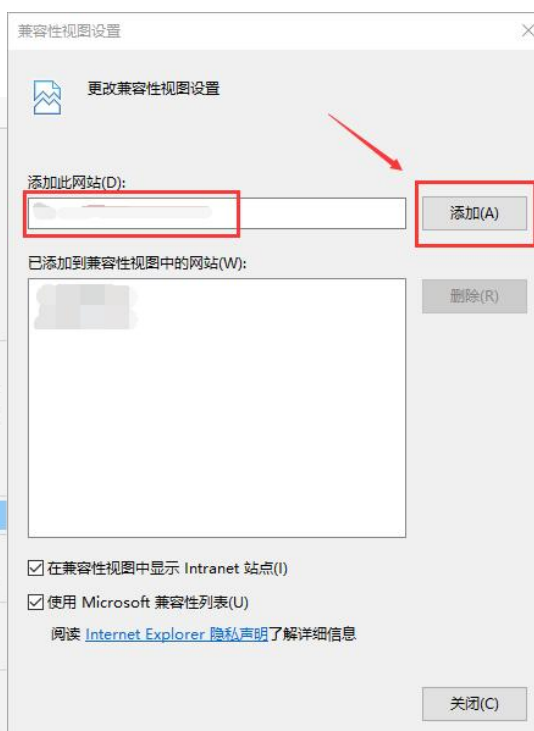 兼容性视图设置
更改兼容性视图设置
添加此网站(D):
添加(A)
已添加到兼容性视图中的网站(W):
删除(R)
在兼容性视图中显示 Intranet 站点(I)
使用 Microsoft 兼容性列表(U)
阅读 Internet Explorer 隐私声明了解详细信息
关闭(C)